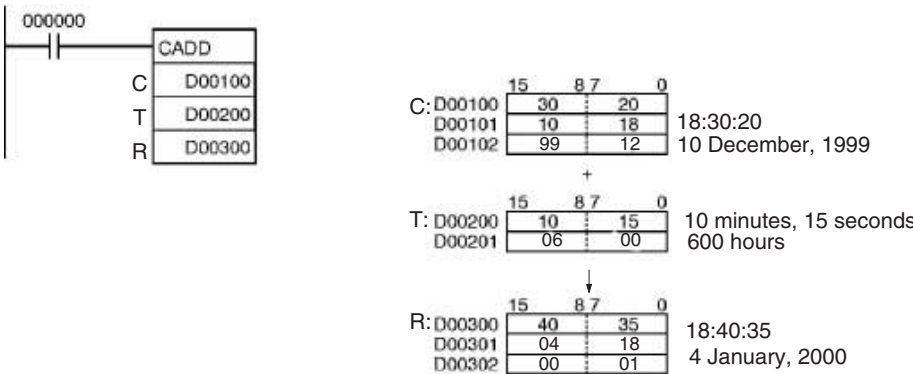 000000
CADD
C D00100
T D00200
R D00300
15 8 7 0
C: D00100 30 20
D00101 10 18 18:30:20
D00102 99 12 10 December, 1999
+
15 8 7 0
T: D00200 10 15 10 minutes, 15 seconds
D00201 06 00 600 hours
15 8 7 0
R: D00300 40 35 18:40:35
D00301 04 18
D00302 00 01 4 January, 2000